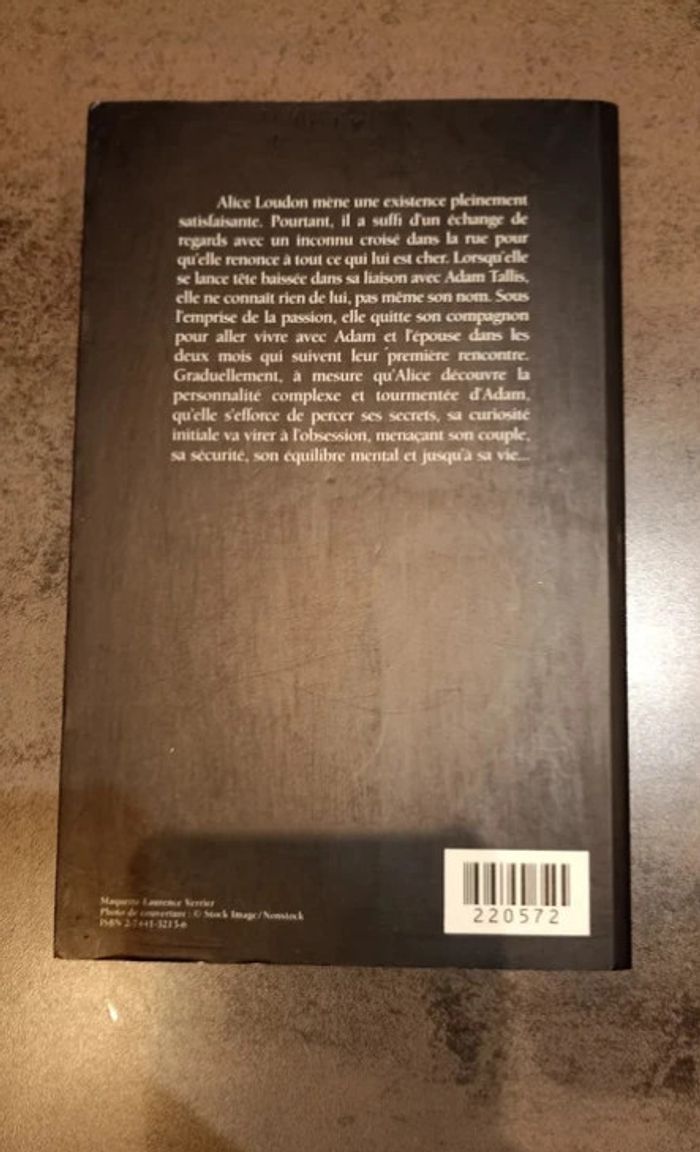 Alice Loudon mène une existence pleinement
satisfaisante. Pourtant, il a suffi d'un échange de
regards avec un inconnu croisé dans la rue pour
qu'elle renonce à tout ce qui lui est cher. Lorsqu'elle
se lance tête baissée dans sa liaison avec Adam Tallis,
elle ne connaît rien de lui, pas même son nom. Sous
l'emprise de la passion, elle quitte son compagnon
pour aller vivre avec Adam et l'épouse dans les
deux mois qui suivent leur première rencontre.
Graduellement, à mesure qu'Alice découvre la
personnalité complexe et tourmentée d'Adam,
qu'elle s'efforce de percer ses secrets, sa curiosité
initiale va virer à l'obsession, menaçant son couple,
sa sécurité, son équilibre mental et jusqu'à sa vie...
Maquette Laurence Verrier
Photo de couverture : © Stock Image/Nonstock
ISBN
220572